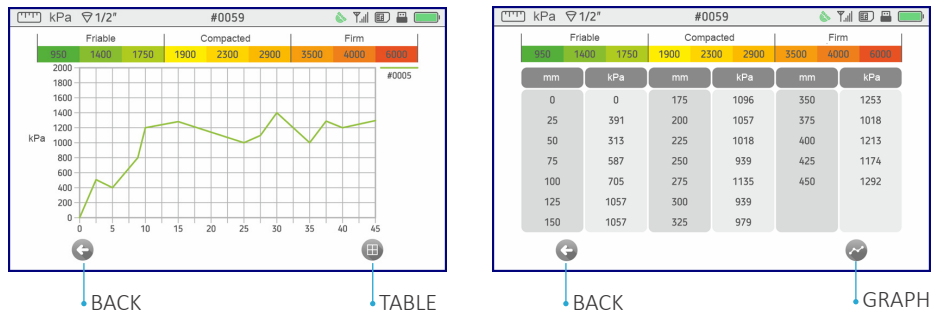 kPa 1/2" #0059
Friable Compacted Firm
950 1400 1750 1900 2300 2900 3500 4000 6000
#0005
2000
1800
1600
1400
kPa 1200
1000
800
600
400
200
0
0 5 10 15 20 25 30 35 40 45
BACK TABLE
kPa 1/2" #0059
Friable Compacted Firm
950 1400 1750 1900 2300 2900 3500 4000 6000
mm kPa mm kPa mm kPa
0 0 175 1096 350 1253
25 391 200 1057 375 1018
50 313 225 1018 400 1213
75 587 250 939 425 1174
100 705 275 1135 450 1292
125 1057 300 939
150 1057 325 979
BACK GRAPH